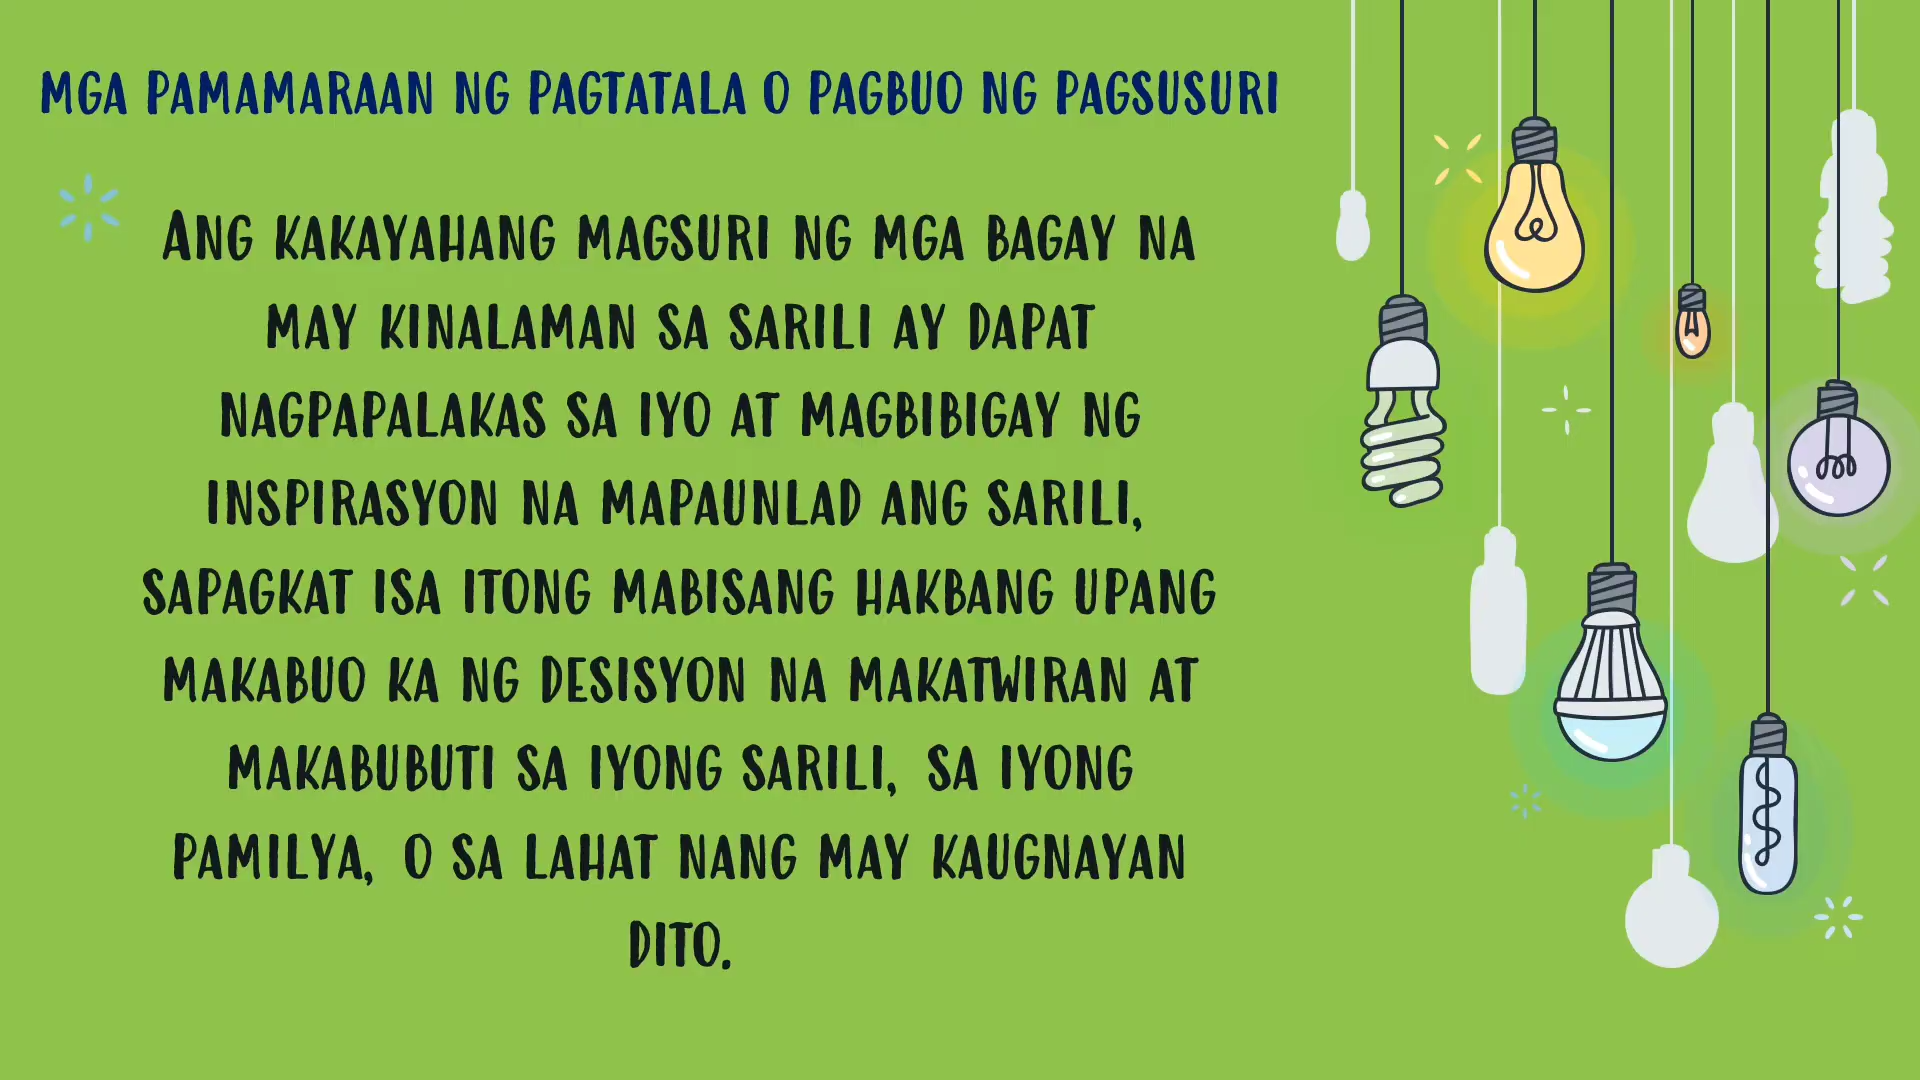 MGA PAMAMARAAN NG PAGTATALA O PAGBUO NG PAGSUSURI
ANG KAKAYAHANG MAGSURI NG MGA BAGAY NA
MAY KINALAMAN SA SARILI AY DAPAT
NAGPAPALAKAS SA IYO AT MAGBIBIGAY NG
INSPIRASYON NA MAPAUNLAD ANG SARILI,
SAPAGKAT ISA ITONG MABISANG HAKBANG UPANG
MAKABUO KA NG DESISYON NA MAKATWIRAN AT
MAKABUBUTI SA IYONG SARILI, SA IYONG
PAMILYA, O SA LAHAT NANG MAY KAUGNAYAN
DITO.